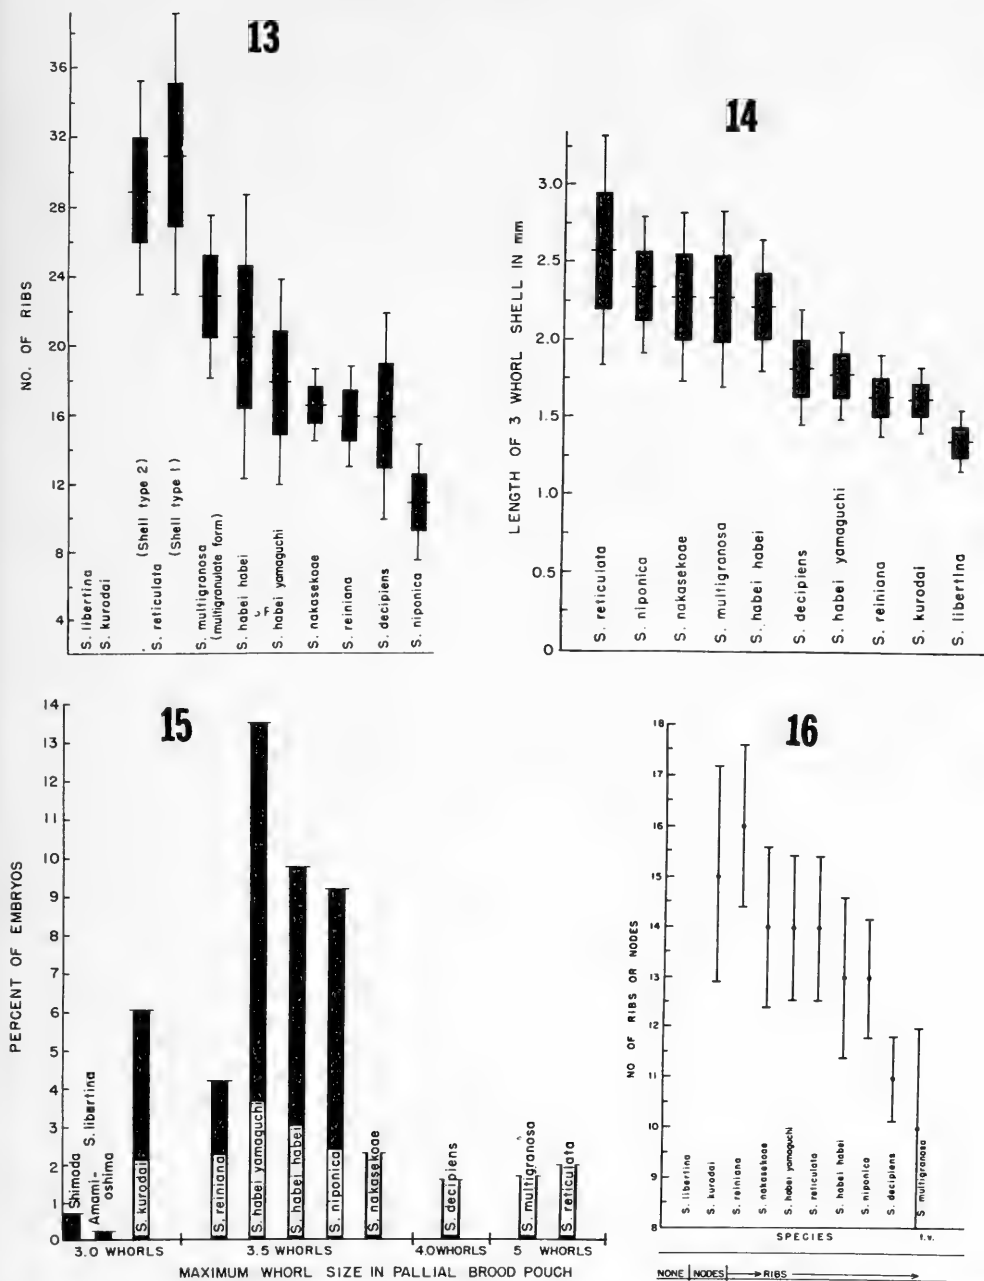 13
NO. OF RIBS
36
32
28
24
20
16
12
8
4
S. libertina
S. kurodai
(Shell type 2)
S. reticulata
(Shell type 1)
S. multigranosa
(multigranulate form)
S. habei habei
S. habei yamaguchi
S. nakasekoae
S. reiniana
S. decipiens
S. niponica
14
LENGTH OF 3 WHORL SHELL IN mm
3.0
2.5
2.0
1.5
1.0
0.5
0
S. reticulata
S. niponica
S. nakasekoae
S. multigranosa
S. habei habei
S. decipiens
S. habei yamaguchi
S. reiniana
S. kurodai
S. libertina
15
PERCENT OF EMBRYOS
14
13
12
11
10
9
8
7
6
5
4
3
2
1
0
Shimoda
Amami-
oshima
S. libertina
S. kurodai
S. reiniana
S. habei yamaguchi
S. habei habei
S. niponica
S. nakasekoae
S. decipiens
S. multigranosa
S. reticulata
3.0 WHORLS
3.5 WHORLS
4.0 WHORLS
5 WHORLS
MAXIMUM WHORL SIZE IN PALLIAL BROOD POUCH
16
NO OF RIBS OR NODES
18
17
16
15
14
13
12
11
10
9
8
S. libertina
S. kurodai
S. reiniana
S. nakasekoae
S. habei yamaguchi
S. reticulata
S. habei habei
S. niponica
S. decipiens
S. multigranosa
SPECIES
NONE NODES RIBS